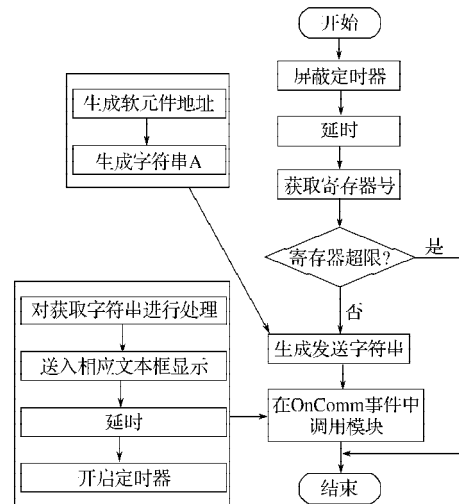 开始
屏蔽定时器
延时
获取寄存器号
寄存器超限?
是
否
生成发送字符串
在OnComm事件中
调用模块
结束
生成软元件地址
生成字符串A
对获取字符串进行处理
送入相应文本框显示
延时
开启定时器